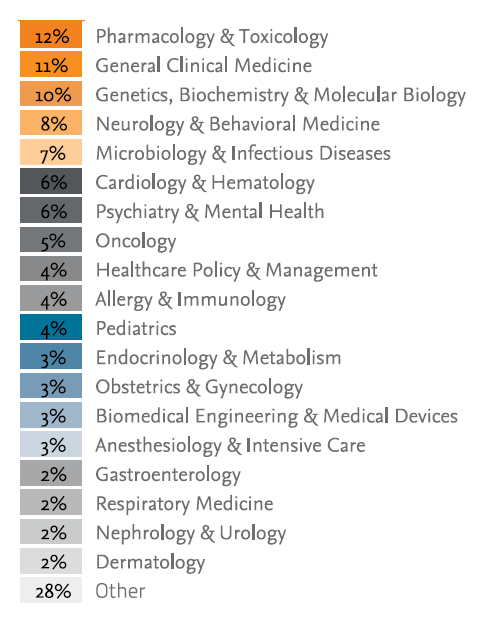 12% Pharmacology & Toxicology
11% General Clinical Medicine
10% Genetics, Biochemistry & Molecular Biology
8% Neurology & Behavioral Medicine
7% Microbiology & Infectious Diseases
6% Cardiology & Hematology
6% Psychiatry & Mental Health
5% Oncology
4% Healthcare Policy & Management
4% Allergy & Immunology
4% Pediatrics
3% Endocrinology & Metabolism
3% Obstetrics & Gynecology
3% Biomedical Engineering & Medical Devices
3% Anesthesiology & Intensive Care
2% Gastroenterology
2% Respiratory Medicine
2% Nephrology & Urology
2% Dermatology
28% Other